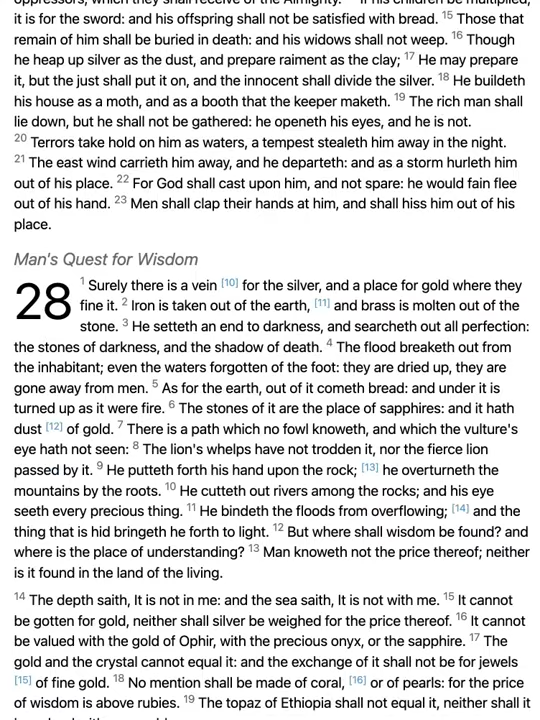 oppressors, which they shall receive of the Almighty. If his children be multiplied,
it is for the sword: and his offspring shall not be satisfied with bread. 15 Those that
remain of him shall be buried in death: and his widows shall not weep. 16 Though
he heap up silver as the dust, and prepare raiment as the clay; 17 He may prepare
it, but the just shall put it on, and the innocent shall divide the silver. 18 He buildeth
his house as a moth, and as a booth that the keeper maketh. 19 The rich man shall
lie down, but he shall not be gathered: he openeth his eyes, and he is not.
20 Terrors take hold on him as waters, a tempest stealeth him away in the night.
21 The east wind carrieth him away, and he departeth: and as a storm hurleth him
out of his place. 22 For God shall cast upon him, and not spare: he would fain flee
out of his hand. 23 Men shall clap their hands at him, and shall hiss him out of his
place.
Man's Quest for Wisdom
28 1 Surely there is a vein [10] for the silver, and a place for gold where they
fine it. 2 Iron is taken out of the earth, [11] and brass is molten out of the
stone. 3 He setteth an end to darkness, and searcheth out all perfection:
the stones of darkness, and the shadow of death. 4 The flood breaketh out from
the inhabitant; even the waters forgotten of the foot: they are dried up, they are
gone away from men. 5 As for the earth, out of it cometh bread: and under it is
turned up as it were fire. 6 The stones of it are the place of sapphires: and it hath
dust [12] of gold. 7 There is a path which no fowl knoweth, and which the vulture's
eye hath not seen: 8 The lion's whelps have not trodden it, nor the fierce lion
passed by it. 9 He putteth forth his hand upon the rock; [13] he overturneth the
mountains by the roots. 10 He cutteth out rivers among the rocks; and his eye
seeth every precious thing. 11 He bindeth the floods from overflowing; [14] and the
thing that is hid bringeth he forth to light. 12 But where shall wisdom be found? and
where is the place of understanding? 13 Man knoweth not the price thereof; neither
is it found in the land of the living.
14 The depth saith, It is not in me: and the sea saith, It is not with me. 15 It cannot
be gotten for gold, neither shall silver be weighed for the price thereof. 16 It cannot
be valued with the gold of Ophir, with the precious onyx, or the sapphire. 17 The
gold and the crystal cannot equal it: and the exchange of it shall not be for jewels
[15] of fine gold. 18 No mention shall be made of coral, [16] or of pearls: for the price
of wisdom is above rubies. 19 The topaz of Ethiopia shall not equal it, neither shall it